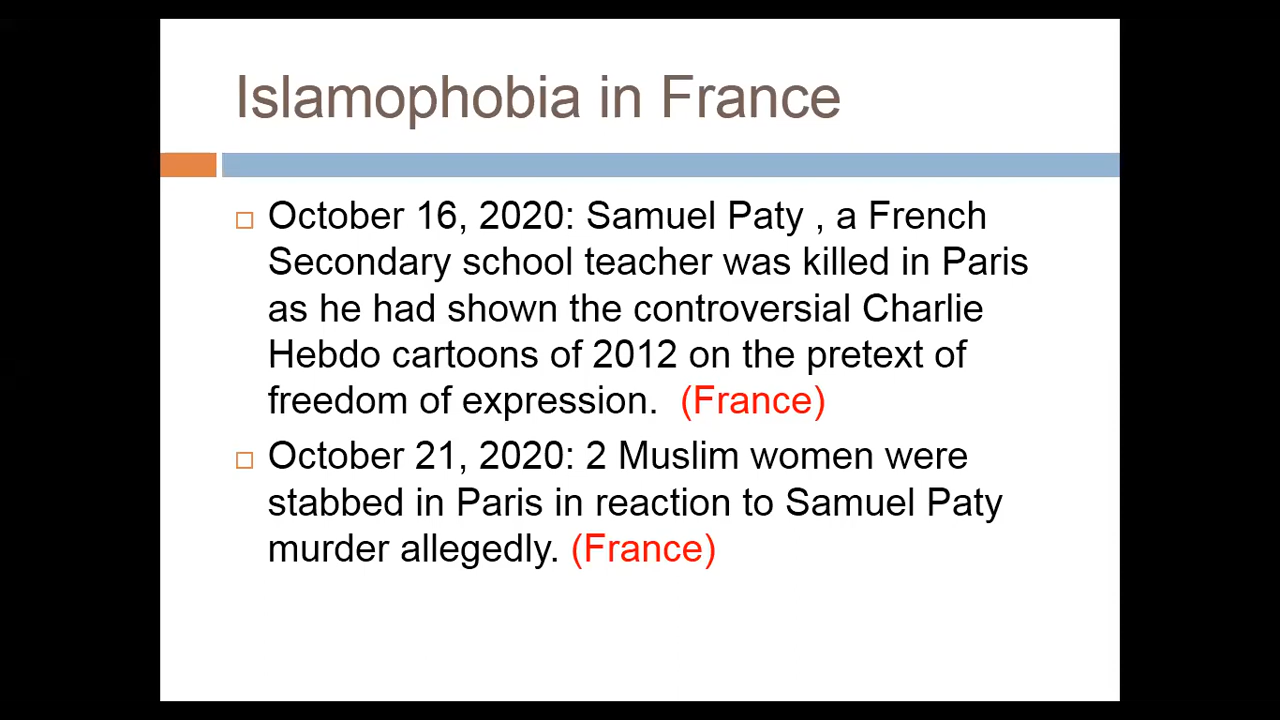 Islamophobia in France
October 16, 2020: Samuel Paty , a French
Secondary school teacher was killed in Paris
as he had shown the controversial Charlie
Hebdo cartoons of 2012 on the pretext of
freedom of expression.  (France)
October 21, 2020: 2 Muslim women were
stabbed in Paris in reaction to Samuel Paty
murder allegedly. (France)